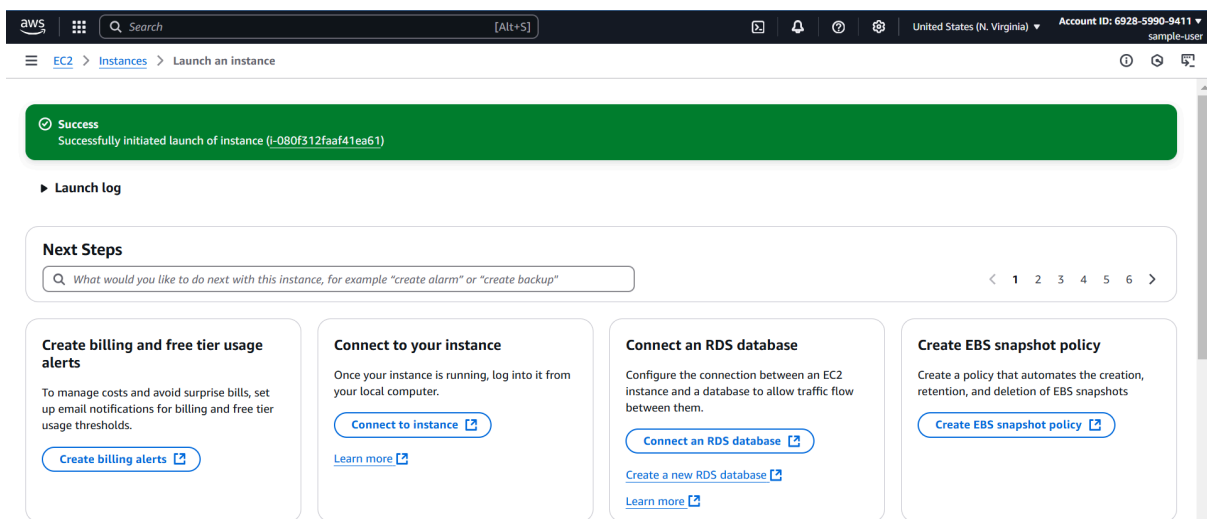 aws
Search [Alt+S]
United States (N. Virginia) ▼
Account ID: 6928-5990-9411 ▼
sample-user
EC2 > Instances > Launch an instance
Success
Successfully initiated launch of instance (i-080f312faaf41ea61)
Launch log
Next Steps
What would you like to do next with this instance, for example "create alarm" or "create backup"
1 2 3 4 5 6
Create billing and free tier usage
alerts
To manage costs and avoid surprise bills, set
up email notifications for billing and free tier
usage thresholds.
Create billing alerts
Connect to your instance
Once your instance is running, log into it from
your local computer.
Connect to instance
Learn more
Connect an RDS database
Configure the connection between an EC2
instance and a database to allow traffic flow
between them.
Connect an RDS database
Create a new RDS database
Learn more
Create EBS snapshot policy
Create a policy that automates the creation,
retention, and deletion of EBS snapshots
Create EBS snapshot policy